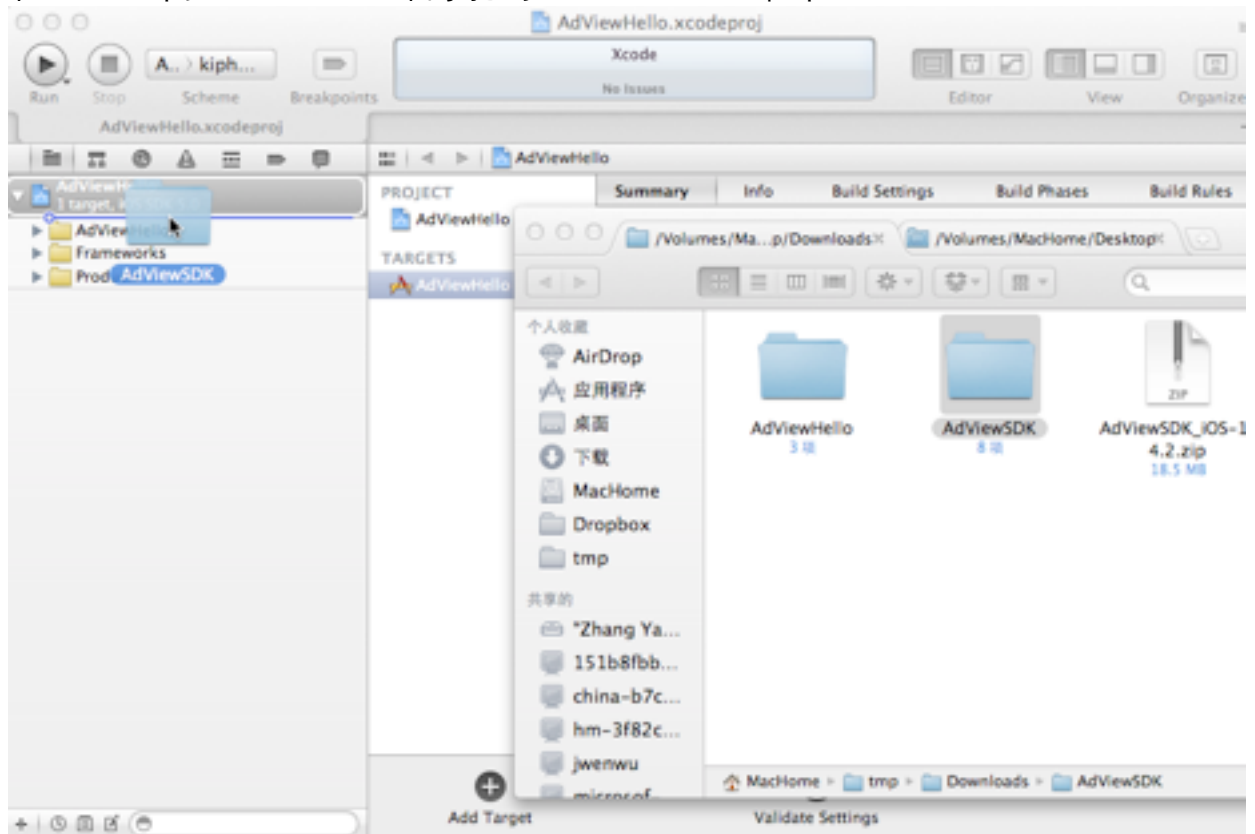 AdViewHello.xcodeproj
A.. › kiph...
Xcode
No Issues
Run
Stop
Scheme
Breakpoints
Editor
View
Organize
AdViewHello.xcodeproj
AdViewHello
1 target,
AdViewHello
Frameworks
Prod
AdViewSDK
PROJECT
AdViewHello
TARGETS
AdViewHello
Summary
Info
Build Settings
Build Phases
Build Rules
/Volumes/Ma...p/Downloads
/Volumes/MacHome/Desktop
个人收藏
AirDrop
应用程序
桌面
下载
MacHome
Dropbox
tmp
共享的
"Zhang Ya...
151b8fbb...
china-b7c...
hm-3f82c...
jwenwu
microsof...
AdViewHello
3 项
AdViewSDK
8 项
ZIP
AdViewSDK_iOS-1
4.2.zip
18.5 MB
MacHome ▸ tmp ▸ Downloads ▸ AdViewSDK
Add Target
Validate Settings